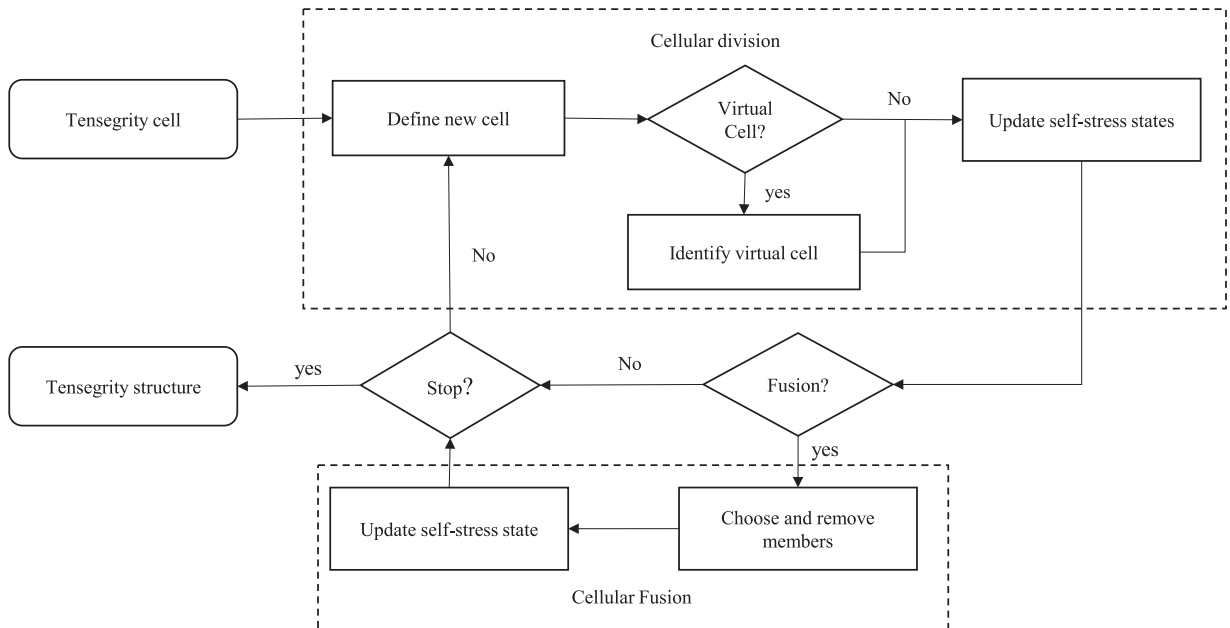 Cellular division
Tensegrity cell
Define new cell
Virtual
Cell?
No
Update self-stress states
yes
Identify virtual cell
No
Tensegrity structure
yes
Stop?
No
Fusion?
yes
Update self-stress state
Choose and remove
members
Cellular Fusion